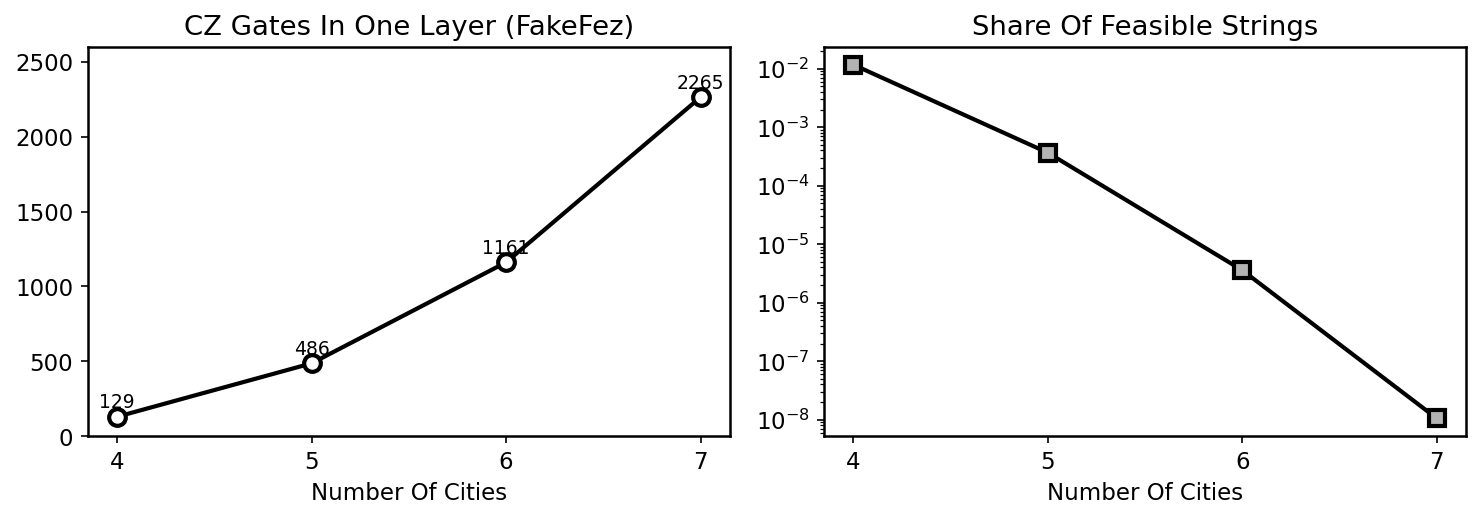 CZ Gates In One Layer (FakeFez)
2500
2000
1500
1000
500
0
2265
1161
486
129
4 5 6 7
Number Of Cities
Share Of Feasible Strings
10⁻²
10⁻³
10⁻⁴
10⁻⁵
10⁻⁶
10⁻⁷
10⁻⁸
4 5 6 7
Number Of Cities